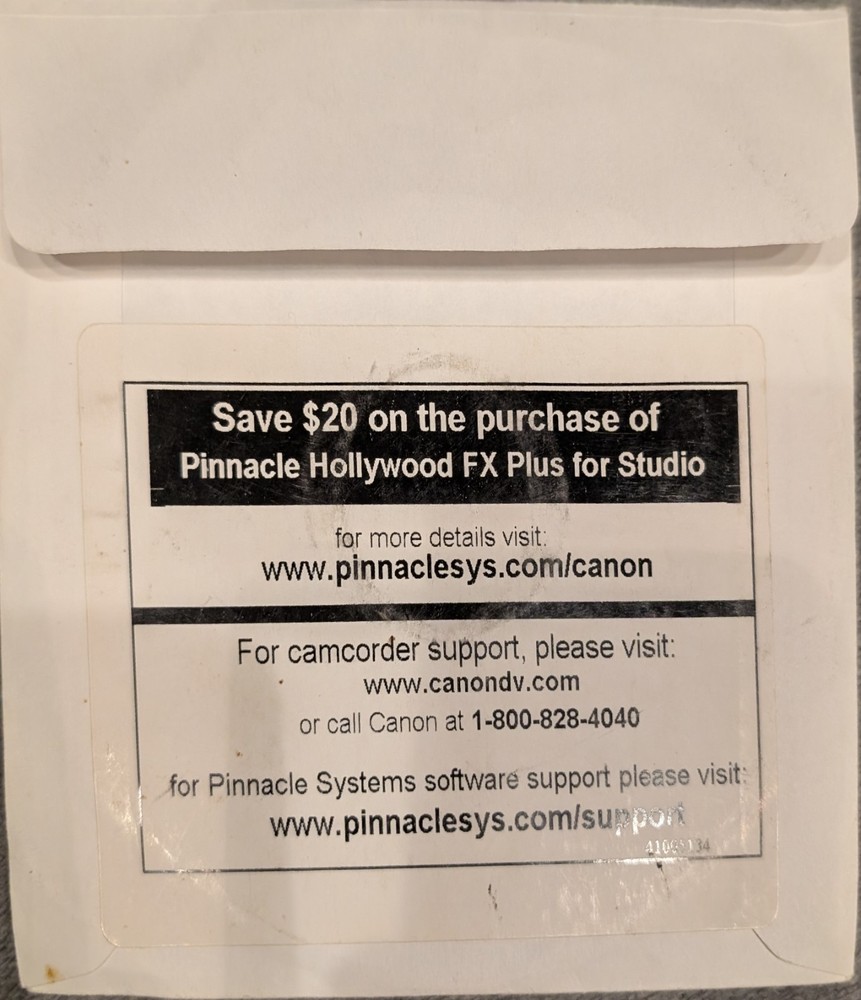 Save $20 on the purchase of
Pinnacle Hollywood FX Plus for Studio
for more details visit:
www.pinnaclesys.com/canon
For camcorder support, please visit:
www.canondv.com
or call Canon at 1-800-828-4040
for Pinnacle Systems software support please visit:
www.pinnaclesys.com/support